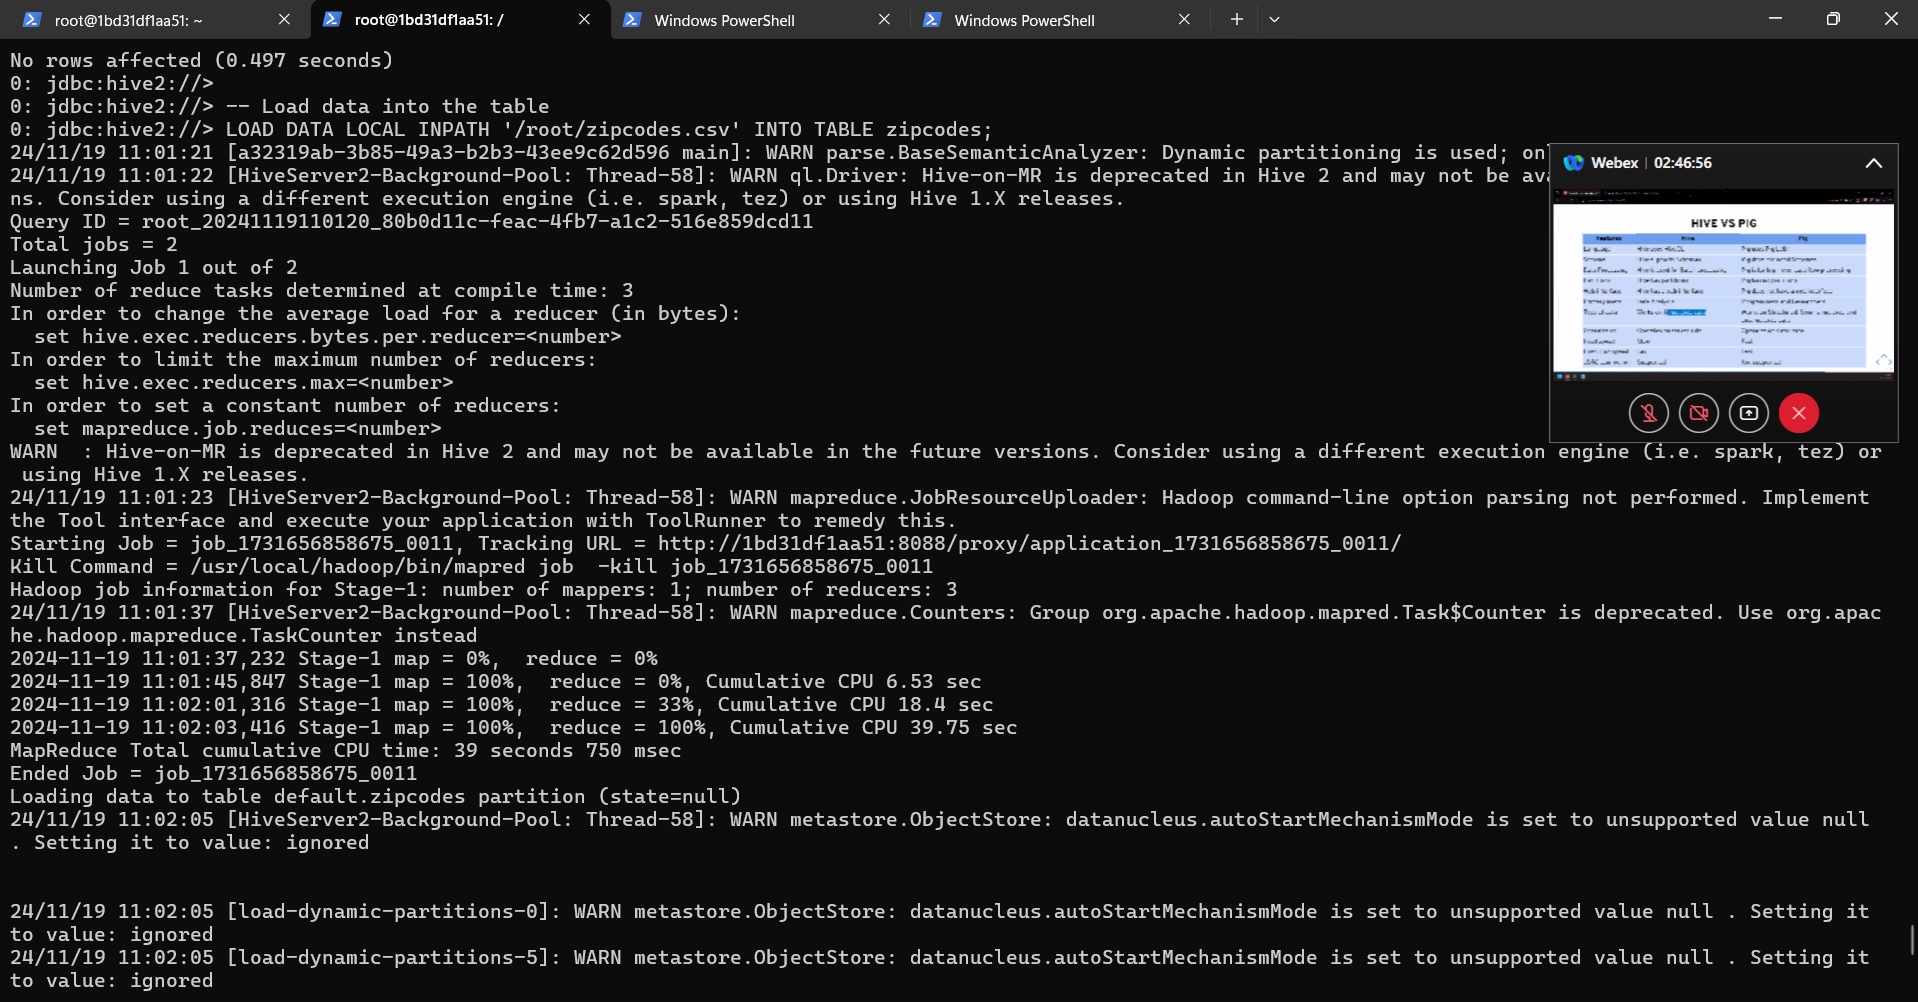 root@1bd31df1aa51: ~
root@1bd31df1aa51: /
Windows PowerShell
Windows PowerShell
No rows affected (0.497 seconds)
0: jdbc:hive2://>
0: jdbc:hive2://> -- Load data into the table
0: jdbc:hive2://> LOAD DATA LOCAL INPATH '/root/zipcodes.csv' INTO TABLE zipcodes;
24/11/19 11:01:21 [a32319ab-3b85-49a3-b2b3-43ee9c62d596 main]: WARN parse.BaseSemanticAnalyzer: Dynamic partitioning is used; on
24/11/19 11:01:22 [HiveServer2-Background-Pool: Thread-58]: WARN ql.Driver: Hive-on-MR is deprecated in Hive 2 and may not be ava
ns. Consider using a different execution engine (i.e. spark, tez) or using Hive 1.X releases.
Query ID = root_20241119110120_80b0d11c-feac-4fb7-a1c2-516e859dcd11
Total jobs = 2
Launching Job 1 out of 2
Number of reduce tasks determined at compile time: 3
In order to change the average load for a reducer (in bytes):
  set hive.exec.reducers.bytes.per.reducer=<number>
In order to limit the maximum number of reducers:
  set hive.exec.reducers.max=<number>
In order to set a constant number of reducers:
  set mapreduce.job.reduces=<number>
WARN  : Hive-on-MR is deprecated in Hive 2 and may not be available in the future versions. Consider using a different execution engine (i.e. spark, tez) or
 using Hive 1.X releases.
24/11/19 11:01:23 [HiveServer2-Background-Pool: Thread-58]: WARN mapreduce.JobResourceUploader: Hadoop command-line option parsing not performed. Implement
the Tool interface and execute your application with ToolRunner to remedy this.
Starting Job = job_1731656858675_0011, Tracking URL = http://1bd31df1aa51:8088/proxy/application_1731656858675_0011/
Kill Command = /usr/local/hadoop/bin/mapred job  -kill job_1731656858675_0011
Hadoop job information for Stage-1: number of mappers: 1; number of reducers: 3
24/11/19 11:01:37 [HiveServer2-Background-Pool: Thread-58]: WARN mapreduce.Counters: Group org.apache.hadoop.mapred.Task$Counter is deprecated. Use org.apac
he.hadoop.mapreduce.TaskCounter instead
2024-11-19 11:01:37,232 Stage-1 map = 0%,  reduce = 0%
2024-11-19 11:01:45,847 Stage-1 map = 100%,  reduce = 0%, Cumulative CPU 6.53 sec
2024-11-19 11:02:01,316 Stage-1 map = 100%,  reduce = 33%, Cumulative CPU 18.4 sec
2024-11-19 11:02:03,416 Stage-1 map = 100%,  reduce = 100%, Cumulative CPU 39.75 sec
MapReduce Total cumulative CPU time: 39 seconds 750 msec
Ended Job = job_1731656858675_0011
Loading data to table default.zipcodes partition (state=null)
24/11/19 11:02:05 [HiveServer2-Background-Pool: Thread-58]: WARN metastore.ObjectStore: datanucleus.autoStartMechanismMode is set to unsupported value null
. Setting it to value: ignored
24/11/19 11:02:05 [load-dynamic-partitions-0]: WARN metastore.ObjectStore: datanucleus.autoStartMechanismMode is set to unsupported value null . Setting it
to value: ignored
24/11/19 11:02:05 [load-dynamic-partitions-5]: WARN metastore.ObjectStore: datanucleus.autoStartMechanismMode is set to unsupported value null . Setting it
to value: ignored
Webex | 02:46:56
HIVE VS PIG
Features Hive Pig